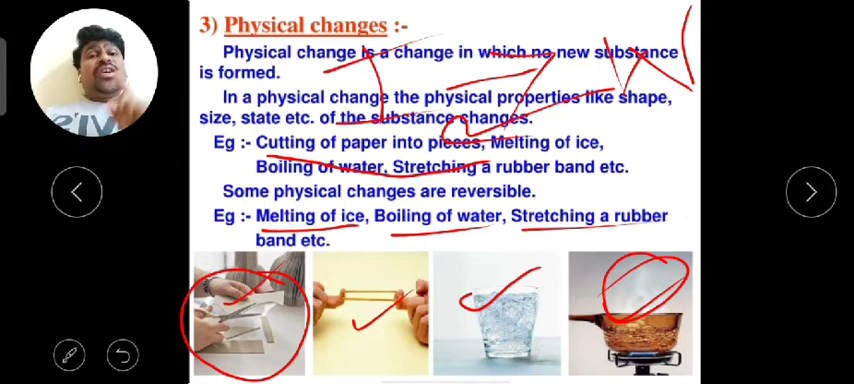 3) Physical changes :-
Physical change is a change in which no new substance
is formed.
In a physical change the physical properties like shape,
size, state etc. of the substance changes.
Eg :- Cutting of paper into pieces, Melting of ice,
Boiling of water, Stretching a rubber band etc.
Some physical changes are reversible.
Eg :- Melting of ice, Boiling of water, Stretching a rubber
band etc.